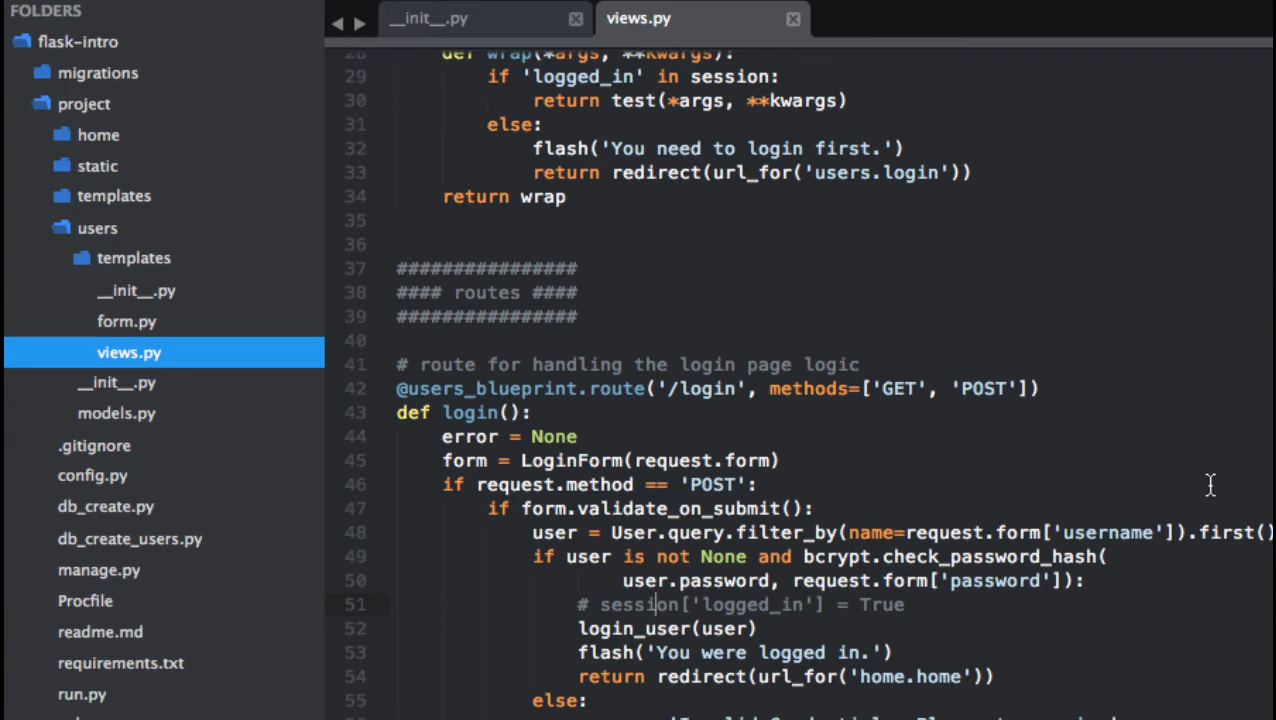 FOLDERS
flask-intro
migrations
project
home
static
templates
users
templates
__init__.py
form.py
views.py
__init__.py
models.py
.gitignore
config.py
db_create.py
db_create_users.py
manage.py
Procfile
readme.md
requirements.txt
run.py
__init__.py
views.py
28 def wrap(*args, **kwargs):
29 if 'logged_in' in session:
30 return test(*args, **kwargs)
31 else:
32 flash('You need to login first.')
33 return redirect(url_for('users.login'))
34 return wrap
35
36
37 ################
38 #### routes ####
39 ################
40
41 # route for handling the login page logic
42 @users_blueprint.route('/login', methods=['GET', 'POST'])
43 def login():
44 error = None
45 form = LoginForm(request.form)
46 if request.method == 'POST':
47 if form.validate_on_submit():
48 user = User.query.filter_by(name=request.form['username']).first()
49 if user is not None and bcrypt.check_password_hash(
50 user.password, request.form['password']):
51 # session['logged_in'] = True
52 login_user(user)
53 flash('You were logged in.')
54 return redirect(url_for('home.home'))
55 else: